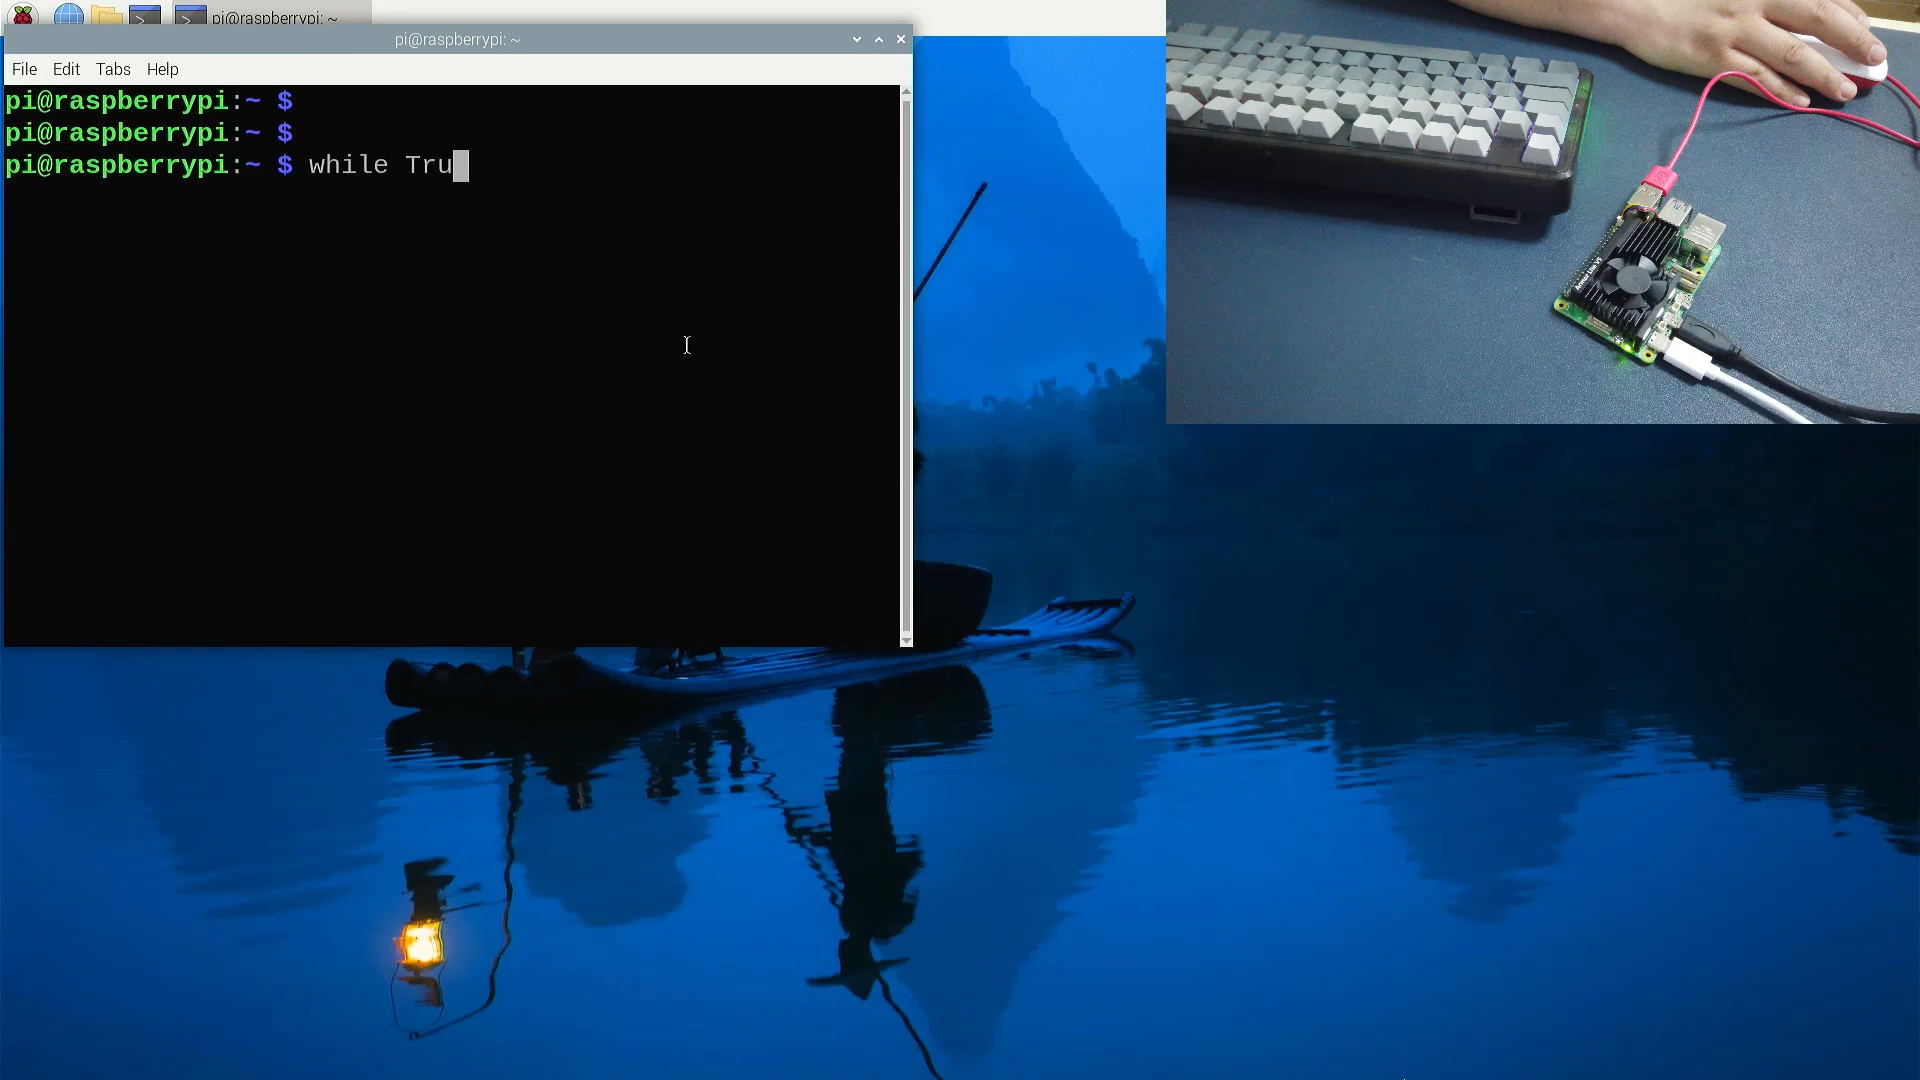 pi@raspberrypi: ~
pi@raspberrypi: ~
File Edit Tabs Help
pi@raspberrypi:~ $
pi@raspberrypi:~ $
pi@raspberrypi:~ $ while Tru